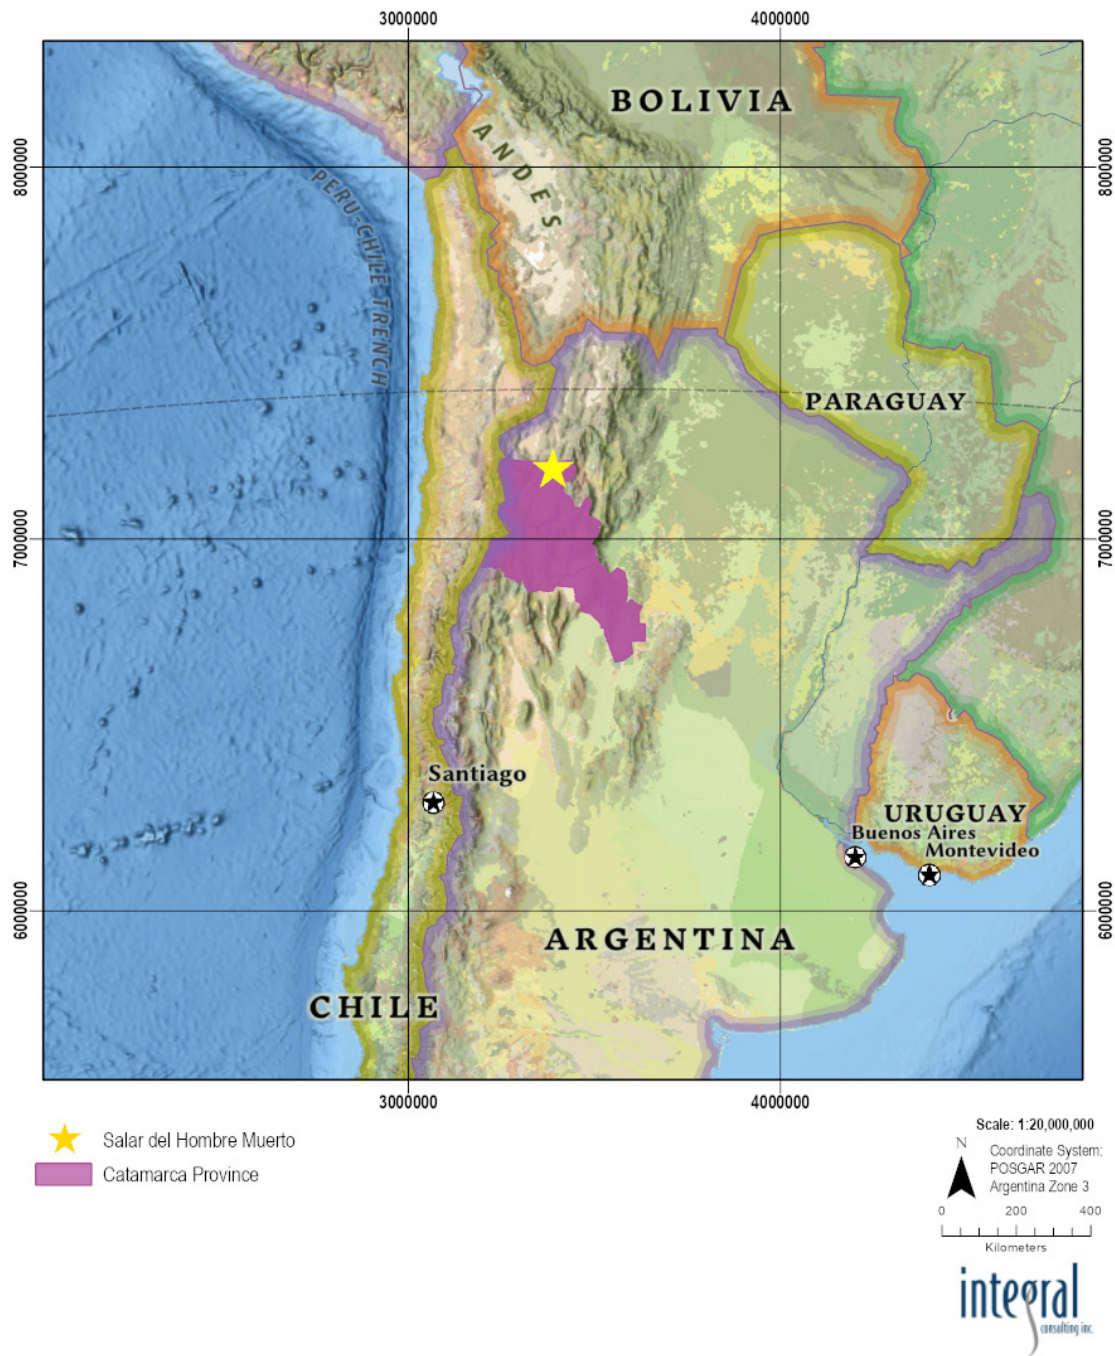 3000000
4000000
BOLIVIA
ANDES
8000000
8000000
PERU-CHILE TRENCH
PARAGUAY
7000000
7000000
Santiago
URUGUAY
Buenos Aires
Montevideo
6000000
6000000
ARGENTINA
CHILE
3000000
4000000
Salar del Hombre Muerto
Catamarca Province
Scale: 1:20,000,000
N
Coordinate System:
POSGAR 2007
Argentina Zone 3
0 200 400
Kilometers
integral
consulting inc.